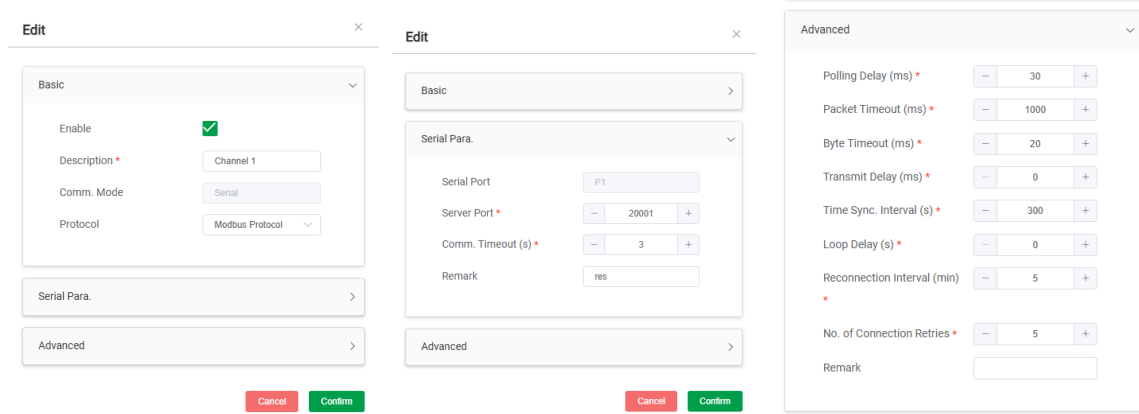 Edit
Basic
Enable
Description *
Channel 1
Comm. Mode
Serial
Protocol
Modbus Protocol
Serial Para.
Advanced
Cancel
Confirm
Edit
Basic
Serial Para.
Serial Port
P1
Server Port *
− 20001 +
Comm. Timeout (s) *
− 3 +
Remark
res
Advanced
Cancel
Confirm
Advanced
Polling Delay (ms) *
− 30 +
Packet Timeout (ms) *
− 1000 +
Byte Timeout (ms) *
− 20 +
Transmit Delay (ms) *
− 0 +
Time Sync. Interval (s) *
− 300 +
Loop Delay (s) *
− 0 +
Reconnection Interval (min)
*
− 5 +
No. of Connection Retries *
− 5 +
Remark